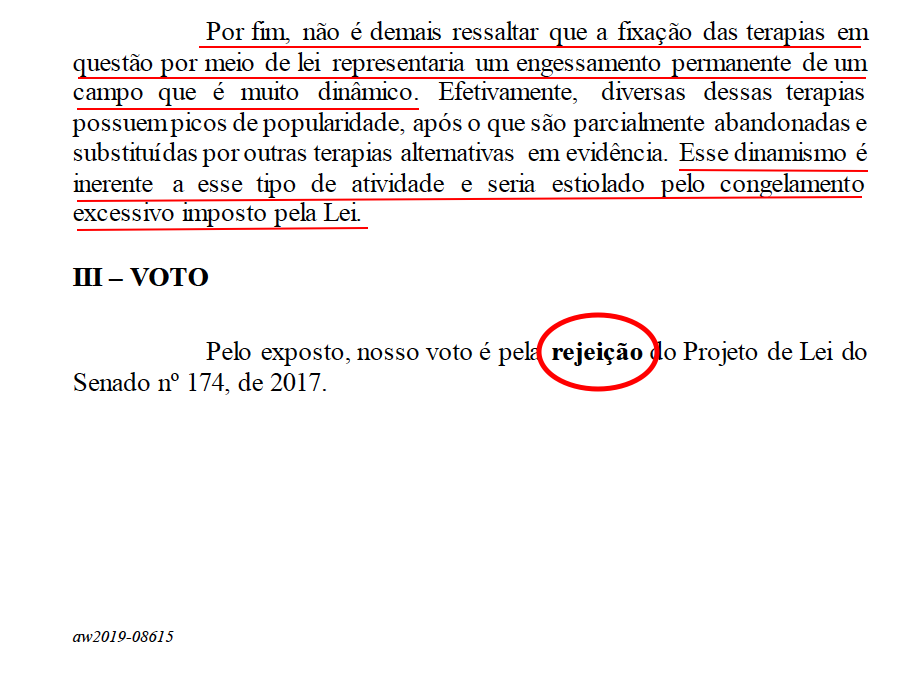 Por fim, não é demais ressaltar que a fixação das terapias em
questão por meio de lei representaria um engessamento permanente de um
campo que é muito dinâmico. Efetivamente, diversas dessas terapias
possuem picos de popularidade, após o que são parcialmente abandonadas e
substituídas por outras terapias alternativas em evidência. Esse dinamismo é
inerente a esse tipo de atividade e seria estiolado pelo congelamento
excessivo imposto pela Lei.
III – VOTO
Pelo exposto, nosso voto é pela rejeição do Projeto de Lei do
Senado nº 174, de 2017.
aw2019-08615